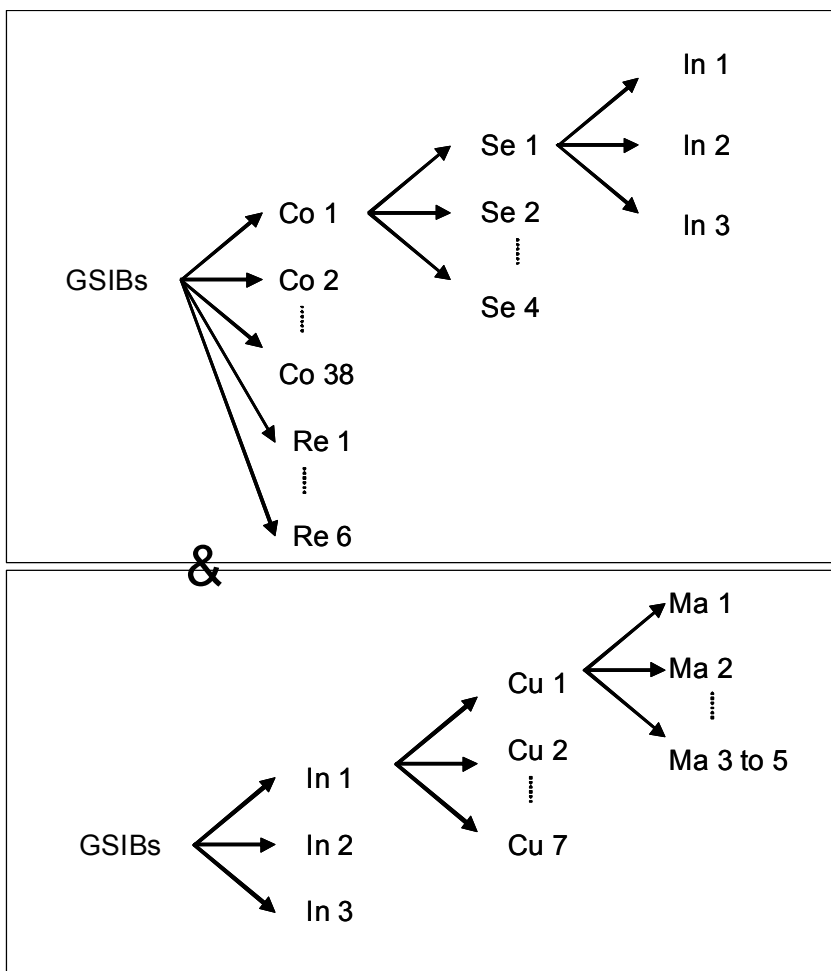 In 1
Se 1
In 2
Co 1
Se 2
In 3
GSIBs
Co 2
Se 4
Co 38
Re 1
Re 6
&
Ma 1
Cu 1
Ma 2
Cu 2
Ma 3 to 5
In 1
GSIBs
In 2
Cu 7
In 3